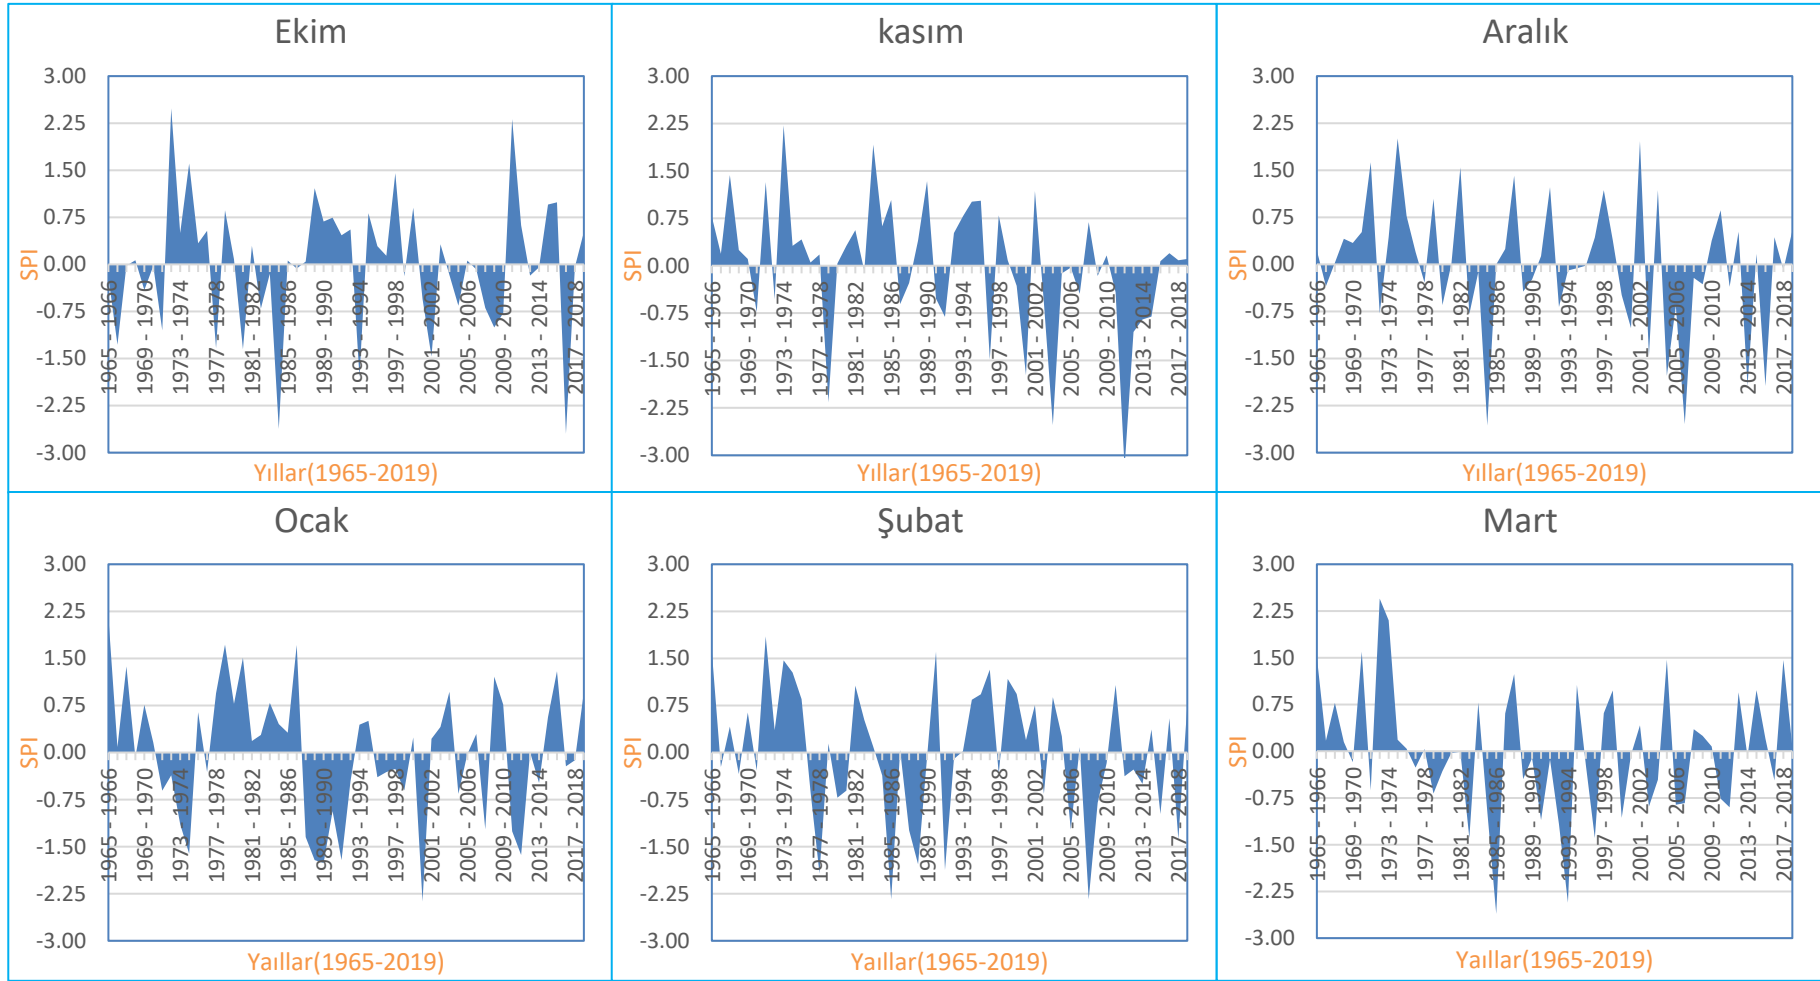 Ekim
3.00
2.25
1.50
0.75
0.00
-0.75
-1.50
-2.25
-3.00
SPI
1965 - 1966
1969 - 1970
1973 - 1974
1977 - 1978
1981 - 1982
1985 - 1986
1989 - 1990
1993 - 1994
1997 - 1998
2001 - 2002
2005 - 2006
2009 - 2010
2013 - 2014
2017 - 2018
Yıllar(1965-2019)
kasım
3.00
2.25
1.50
0.75
0.00
-0.75
-1.50
-2.25
-3.00
SPI
1965 - 1966
1969 - 1970
1973 - 1974
1977 - 1978
1981 - 1982
1985 - 1986
1989 - 1990
1993 - 1994
1997 - 1998
2001 - 2002
2005 - 2006
2009 - 2010
2013 - 2014
2017 - 2018
Yıllar(1965-2019)
Aralık
3.00
2.25
1.50
0.75
0.00
-0.75
-1.50
-2.25
-3.00
SPI
1965 - 1966
1969 - 1970
1973 - 1974
1977 - 1978
1981 - 1982
1985 - 1986
1989 - 1990
1993 - 1994
1997 - 1998
2001 - 2002
2005 - 2006
2009 - 2010
2013 - 2014
2017 - 2018
Yıllar(1965-2019)
Ocak
3.00
2.25
1.50
0.75
0.00
-0.75
-1.50
-2.25
-3.00
SPI
1965 - 1966
1969 - 1970
1973 - 1974
1977 - 1978
1981 - 1982
1985 - 1986
1989 - 1990
1993 - 1994
1997 - 1998
2001 - 2002
2005 - 2006
2009 - 2010
2013 - 2014
2017 - 2018
Yaıllar(1965-2019)
Şubat
3.00
2.25
1.50
0.75
0.00
-0.75
-1.50
-2.25
-3.00
SPI
1965 - 1966
1969 - 1970
1973 - 1974
1977 - 1978
1981 - 1982
1985 - 1986
1989 - 1990
1993 - 1994
1997 - 1998
2001 - 2002
2005 - 2006
2009 - 2010
2013 - 2014
2017 - 2018
Yaıllar(1965-2019)
Mart
3.00
2.25
1.50
0.75
0.00
-0.75
-1.50
-2.25
-3.00
SPI
1965 - 1966
1969 - 1970
1973 - 1974
1977 - 1978
1981 - 1982
1985 - 1986
1989 - 1990
1993 - 1994
1997 - 1998
2001 - 2002
2005 - 2006
2009 - 2010
2013 - 2014
2017 - 2018
Yaıllar(1965-2019)